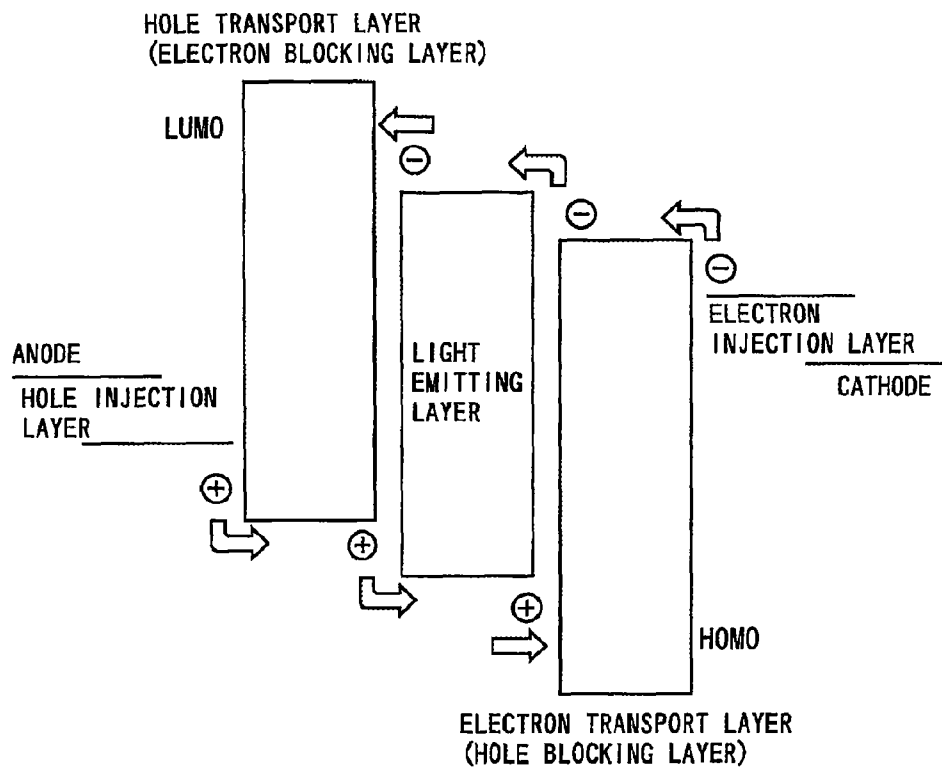 HOLE TRANSPORT LAYER
(ELECTRON BLOCKING LAYER)
LUMO
ANODE
HOLE INJECTION
LAYER
LIGHT
EMITTING
LAYER
ELECTRON
INJECTION LAYER
CATHODE
HOMO
ELECTRON TRANSPORT LAYER
(HOLE BLOCKING LAYER)